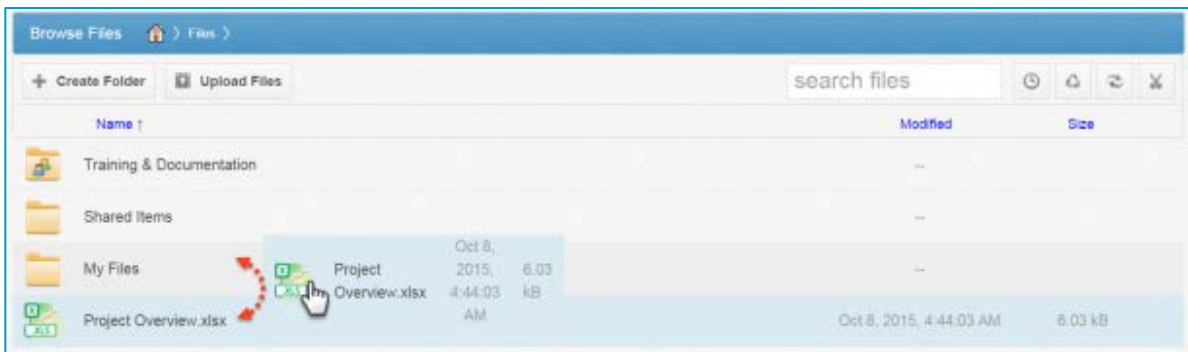 Browse Files Files
Create Folder Upload Files search files
Name ↑ Modified Size
Training & Documentation --
Shared Items --
My Files --
Project Overview.xlsx Oct 8, 2015, 4:44:03 AM 6.03 kB
Project Overview.xlsx Oct 8, 2015, 4:44:03 AM 6.03 kB